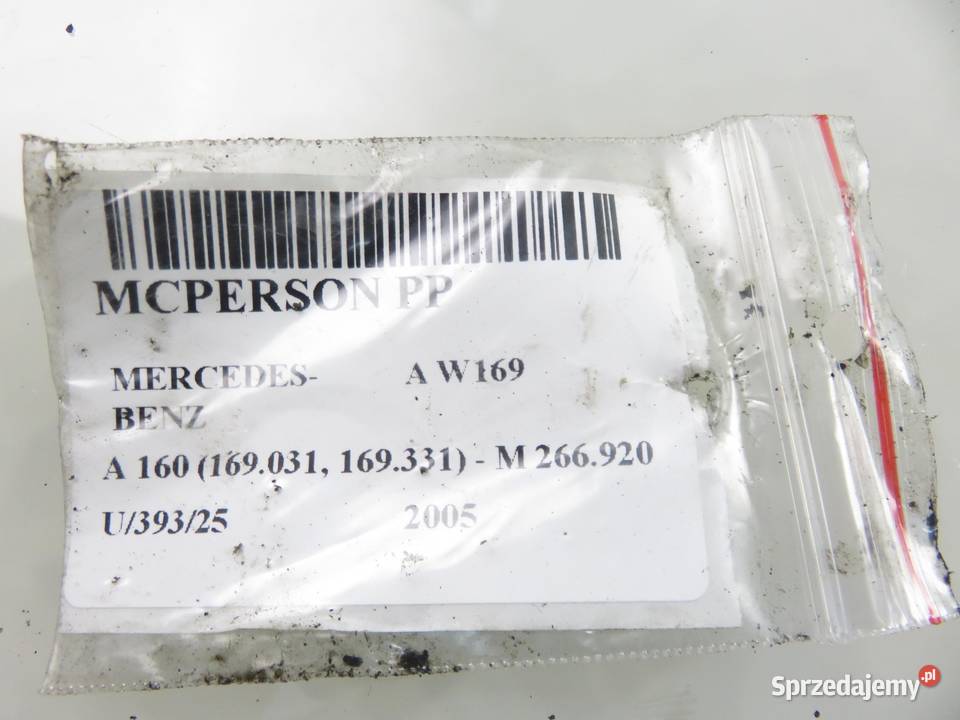 MCPERSON PP
MERCEDES- A W169
BENZ
A 160 (169.031, 169.331) - M 266.920
U/393/25 2005
Sprzedajemy.pl